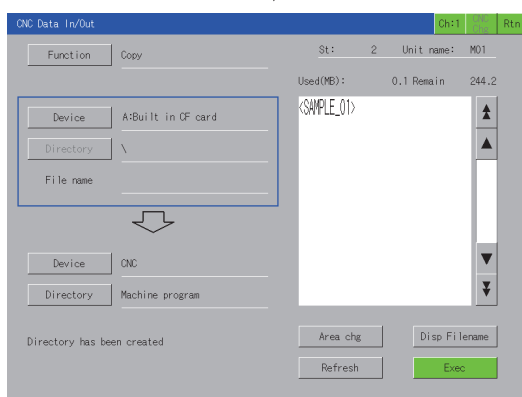 CNC Data In/Out Ch:1 CNC Chg Rtn
Function Copy
St: 2 Unit name: M01
Used(MB): 0.1 Remain 244.2
Device A:Built in CF card
Directory \
File name
<SAMPLE_01>
Device CNC
Directory Machine program
Directory has been created
Area chg Disp Filename
Refresh Exec